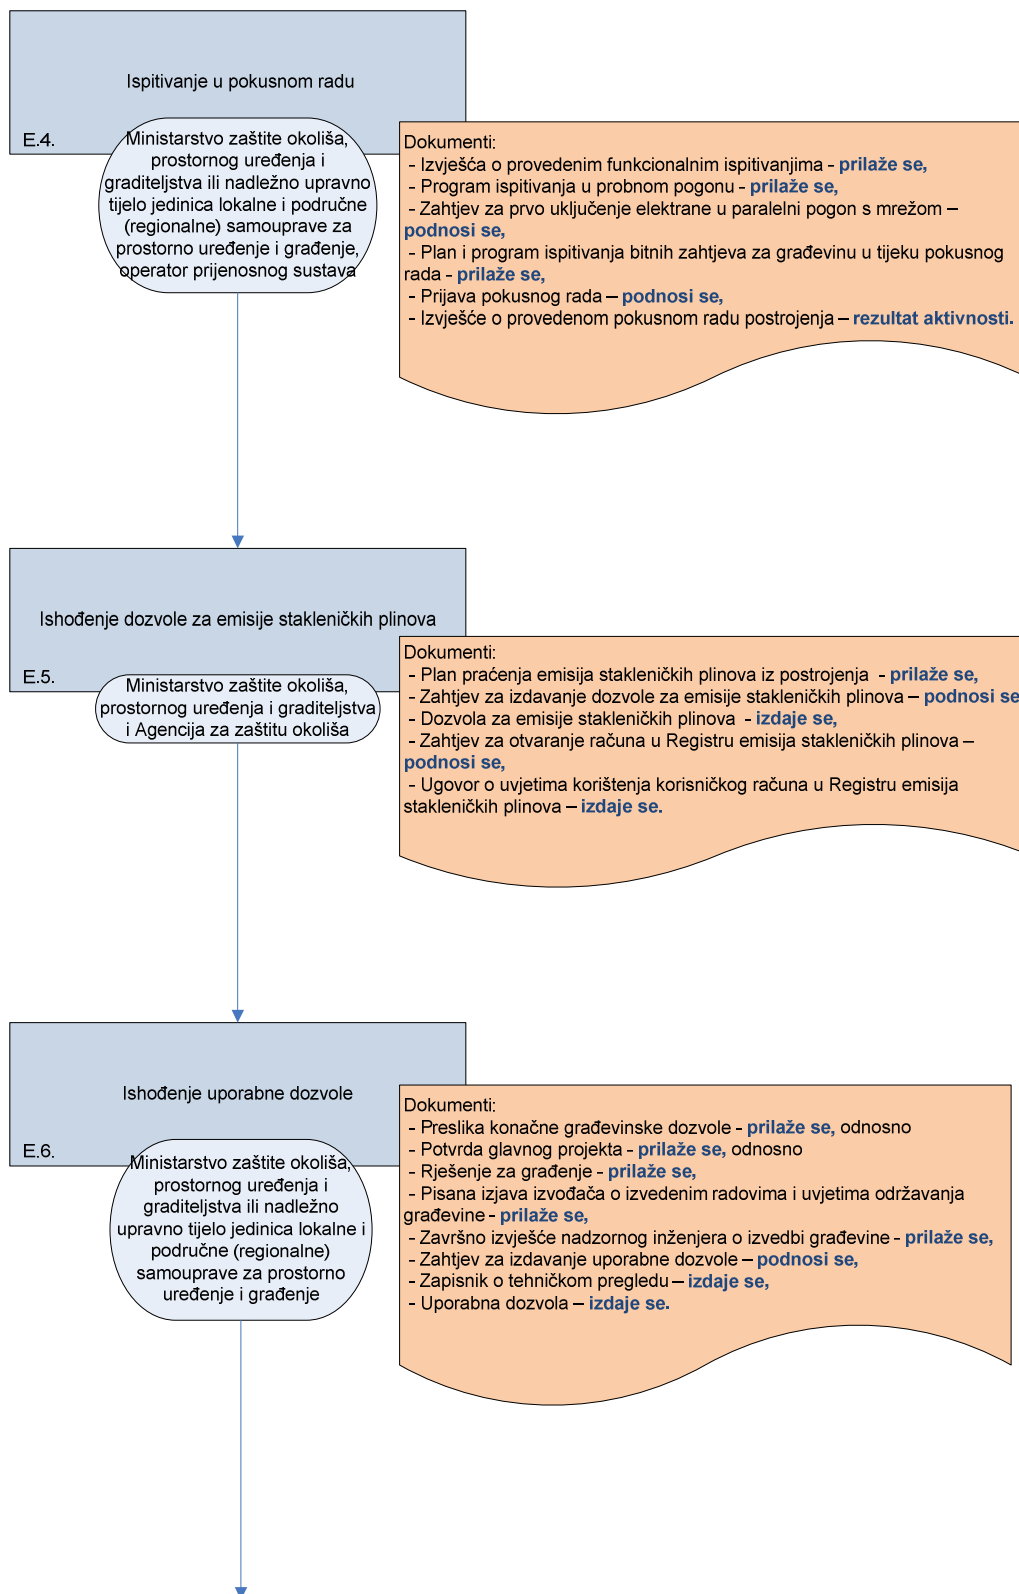 Ispitivanje u pokusnom radu
E.4.
Ministarstvo zaštite okoliša,
prostornog uređenja i
graditeljstva ili nadležno upravno
tijelo jedinica lokalne i područne
(regionalne) samouprave za
prostorno uređenje i građenje,
operator prijenosnog sustava
Dokumenti:
- Izvješća o provedenim funkcionalnim ispitivanjima - prilaže se,
- Program ispitivanja u probnom pogonu - prilaže se,
- Zahtjev za prvo uključenje elektrane u paralelni pogon s mrežom –
podnosi se,
- Plan i program ispitivanja bitnih zahtjeva za građevinu u tijeku pokusnog
rada - prilaže se,
- Prijava pokusnog rada – podnosi se,
- Izvješće o provedenom pokusnom radu postrojenja – rezultat aktivnosti.
Ishođenje dozvole za emisije stakleničkih plinova
E.5.
Ministarstvo zaštite okoliša,
prostornog uređenja i graditeljstva
i Agencija za zaštitu okoliša
Dokumenti:
- Plan praćenja emisija stakleničkih plinova iz postrojenja - prilaže se,
- Zahtjev za izdavanje dozvole za emisije stakleničkih plinova – podnosi se
- Dozvola za emisije stakleničkih plinova - izdaje se,
- Zahtjev za otvaranje računa u Registru emisija stakleničkih plinova –
podnosi se,
- Ugovor o uvjetima korištenja korisničkog računa u Registru emisija
stakleničkih plinova – izdaje se.
Ishođenje uporabne dozvole
E.6.
Ministarstvo zaštite okoliša,
prostornog uređenja i
graditeljstva ili nadležno
upravno tijelo jedinica lokalne i
područne (regionalne)
samouprave za prostorno
uređenje i građenje
Dokumenti:
- Preslika konačne građevinske dozvole - prilaže se, odnosno
- Potvrda glavnog projekta - prilaže se, odnosno
- Rješenje za građenje - prilaže se,
- Pisana izjava izvođača o izvedenim radovima i uvjetima održavanja
građevine - prilaže se,
- Završno izvješće nadzornog inženjera o izvedbi građevine - prilaže se,
- Zahtjev za izdavanje uporabne dozvole – podnosi se,
- Zapisnik o tehničkom pregledu – izdaje se,
- Uporabna dozvola – izdaje se.